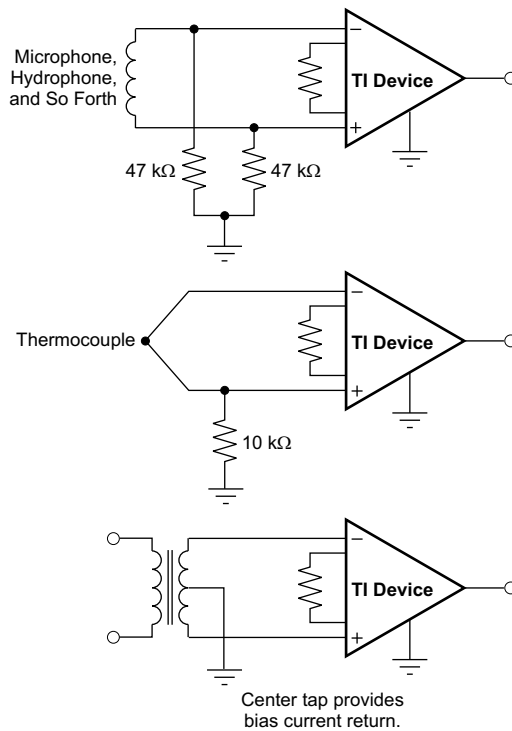 Microphone,
Hydrophone,
and So Forth
−
TI Device
+
47 kΩ
47 kΩ
Thermocouple
−
TI Device
+
10 kΩ
−
TI Device
+
Center tap provides
bias current return.